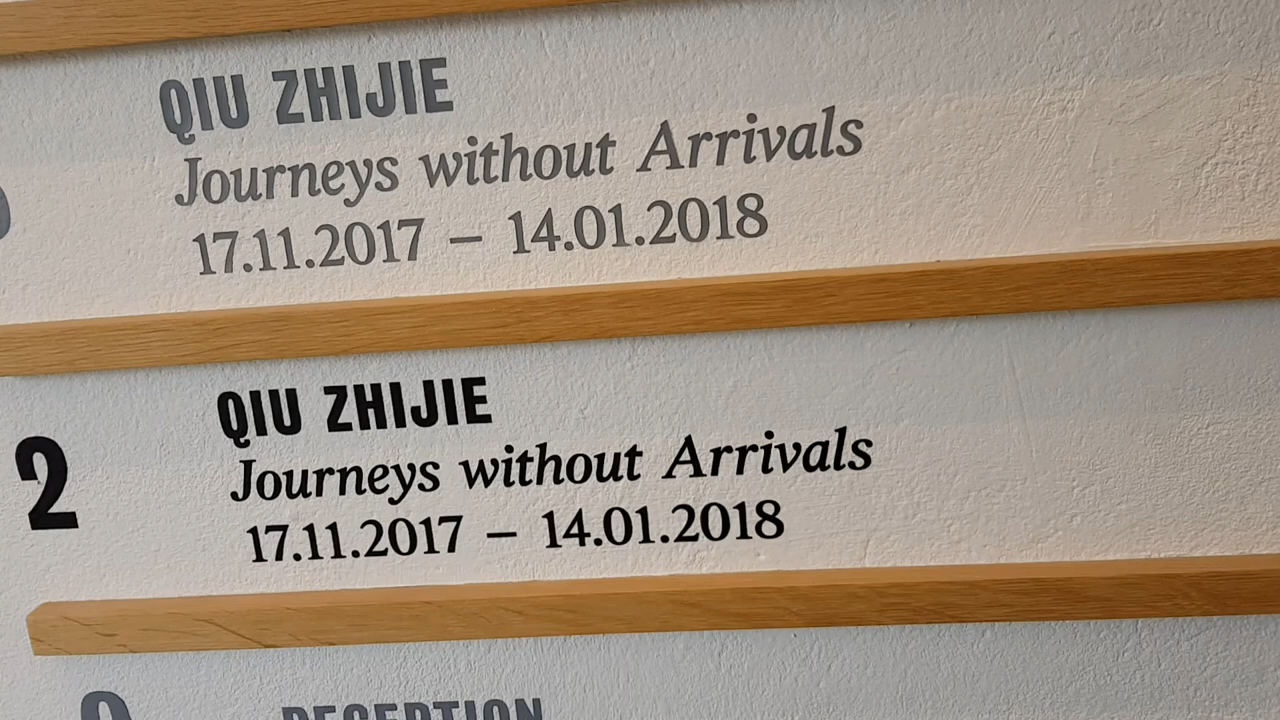 QIU ZHIJIE
Journeys without Arrivals
17.11.2017 – 14.01.2018
2
QIU ZHIJIE
Journeys without Arrivals
17.11.2017 – 14.01.2018
RECEPTION